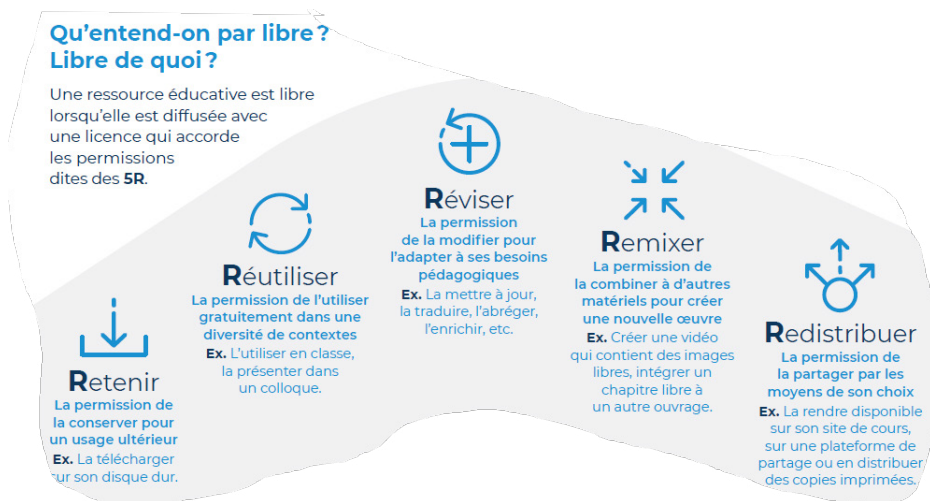 Qu'entend-on par libre ?
Libre de quoi ?
Une ressource éducative est libre
lorsqu'elle est diffusée avec
une licence qui accorde
les permissions
dites des 5R.
Retenir
La permission de
la conserver pour
un usage ultérieur
Ex. La télécharger
sur son disque dur.
Réutiliser
La permission de l'utiliser
gratuitement dans une
diversité de contextes
Ex. L'utiliser en classe,
la présenter dans
un colloque.
Réviser
La permission
de la modifier pour
l'adapter à ses besoins
pédagogiques
Ex. La mettre à jour,
la traduire, l'abréger,
l'enrichir, etc.
Remixer
La permission de
la combiner à d'autres
matériels pour créer
une nouvelle œuvre
Ex. Créer une vidéo
qui contient des images
libres, intégrer un
chapitre libre à
un autre ouvrage.
Redistribuer
La permission de
la partager par les
moyens de son choix
Ex. La rendre disponible
sur son site de cours,
sur une plateforme de
partage ou en distribuer
des copies imprimées.